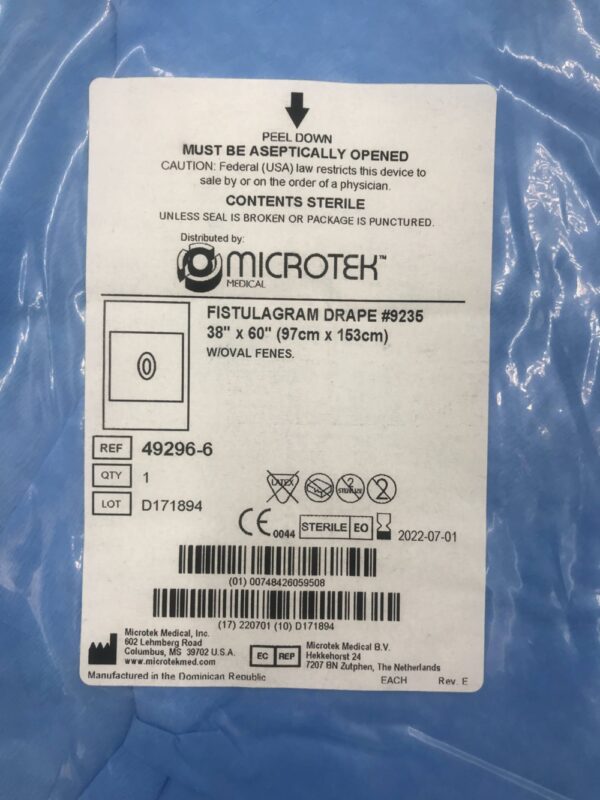 PEEL DOWN
MUST BE ASEPTICALLY OPENED
CAUTION: Federal (USA) law restricts this device to
sale by or on the order of a physician.
CONTENTS STERILE
UNLESS SEAL IS BROKEN OR PACKAGE IS PUNCTURED.
Distributed by:
MICROTEK™
MEDICAL
FISTULAGRAM DRAPE #9235
38" x 60" (97cm x 153cm)
W/OVAL FENES.
REF 49296-6
QTY 1
LOT D171894
LATEX 2 STERILIZE 2
CE 0044 STERILE EO 2022-07-01
(01) 00748426059508
(17) 220701 (10) D171894
Microtek Medical, Inc.
602 Lehmberg Road
Columbus, MS 39702 U.S.A.
www.microtekmed.com
EC REP
Microtek Medical B.V.
Hekkehorst 24
7207 BN Zutphen, The Netherlands
Manufactured in the Dominican Republic
EACH Rev. E